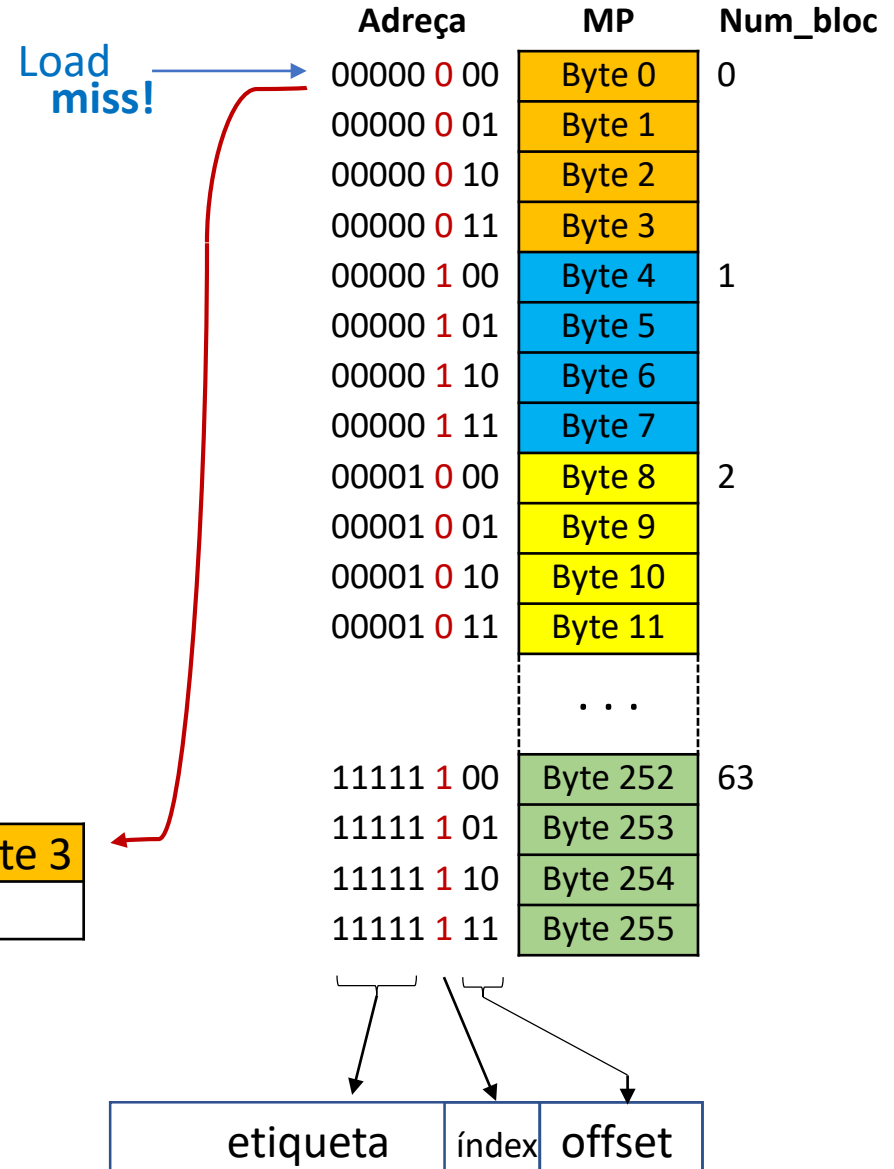 Adreça MP Num_bloc
Load
miss!
00000 0 00 Byte 0 0
00000 0 01 Byte 1
00000 0 10 Byte 2
00000 0 11 Byte 3
00000 1 00 Byte 4 1
00000 1 01 Byte 5
00000 1 10 Byte 6
00000 1 11 Byte 7
00001 0 00 Byte 8 2
00001 0 01 Byte 9
00001 0 10 Byte 10
00001 0 11 Byte 11
. . .
11111 1 00 Byte 252 63
11111 1 01 Byte 253
te 3
11111 1 10 Byte 254
11111 1 11 Byte 255
etiqueta índex offset